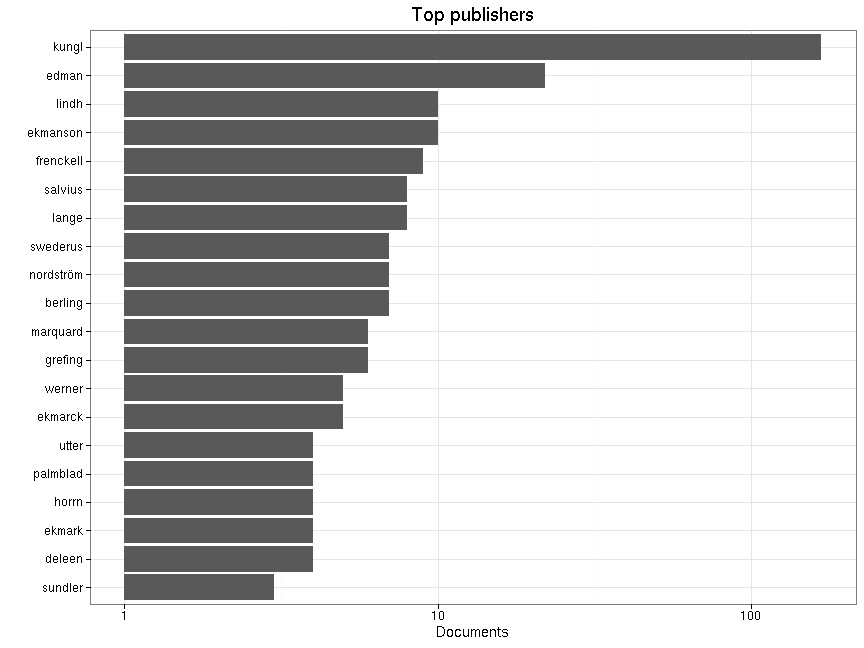 Top publishers
kungl
edman
lindh
ekmanson
frenckell
salvius
lange
swederus
nordström
berling
marquard
grefing
werner
ekmarck
utter
palmblad
horrn
ekmark
deleen
sundler
1 10 100
Documents